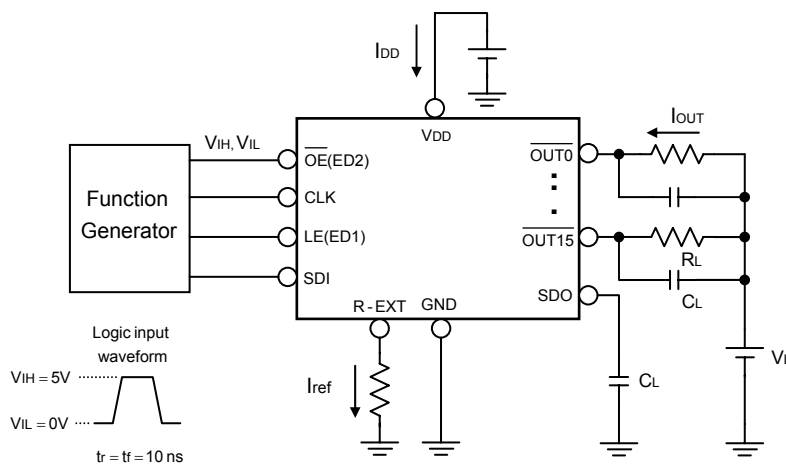 IDD
VDD
VIH, VIL
Function
Generator
OE(ED2)
CLK
LE(ED1)
SDI
R-EXT
GND
OUT0
OUT15
SDO
IOUT
RL
CL
CL
Iref
Logic input
waveform
VIH = 5V
VIL = 0V
tr = tf = 10 ns